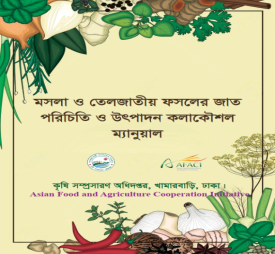 মসলা ও তেলজাতীয় ফসলের জাত
পরিচিতি ও উৎপাদন কলাকৌশল
ম্যানুয়াল
AFACI
কৃষি সম্প্রসারণ অধিদপ্তর, খামারবাড়ি, ঢাকা।
Asian Food and Agriculture Cooperation Initiative